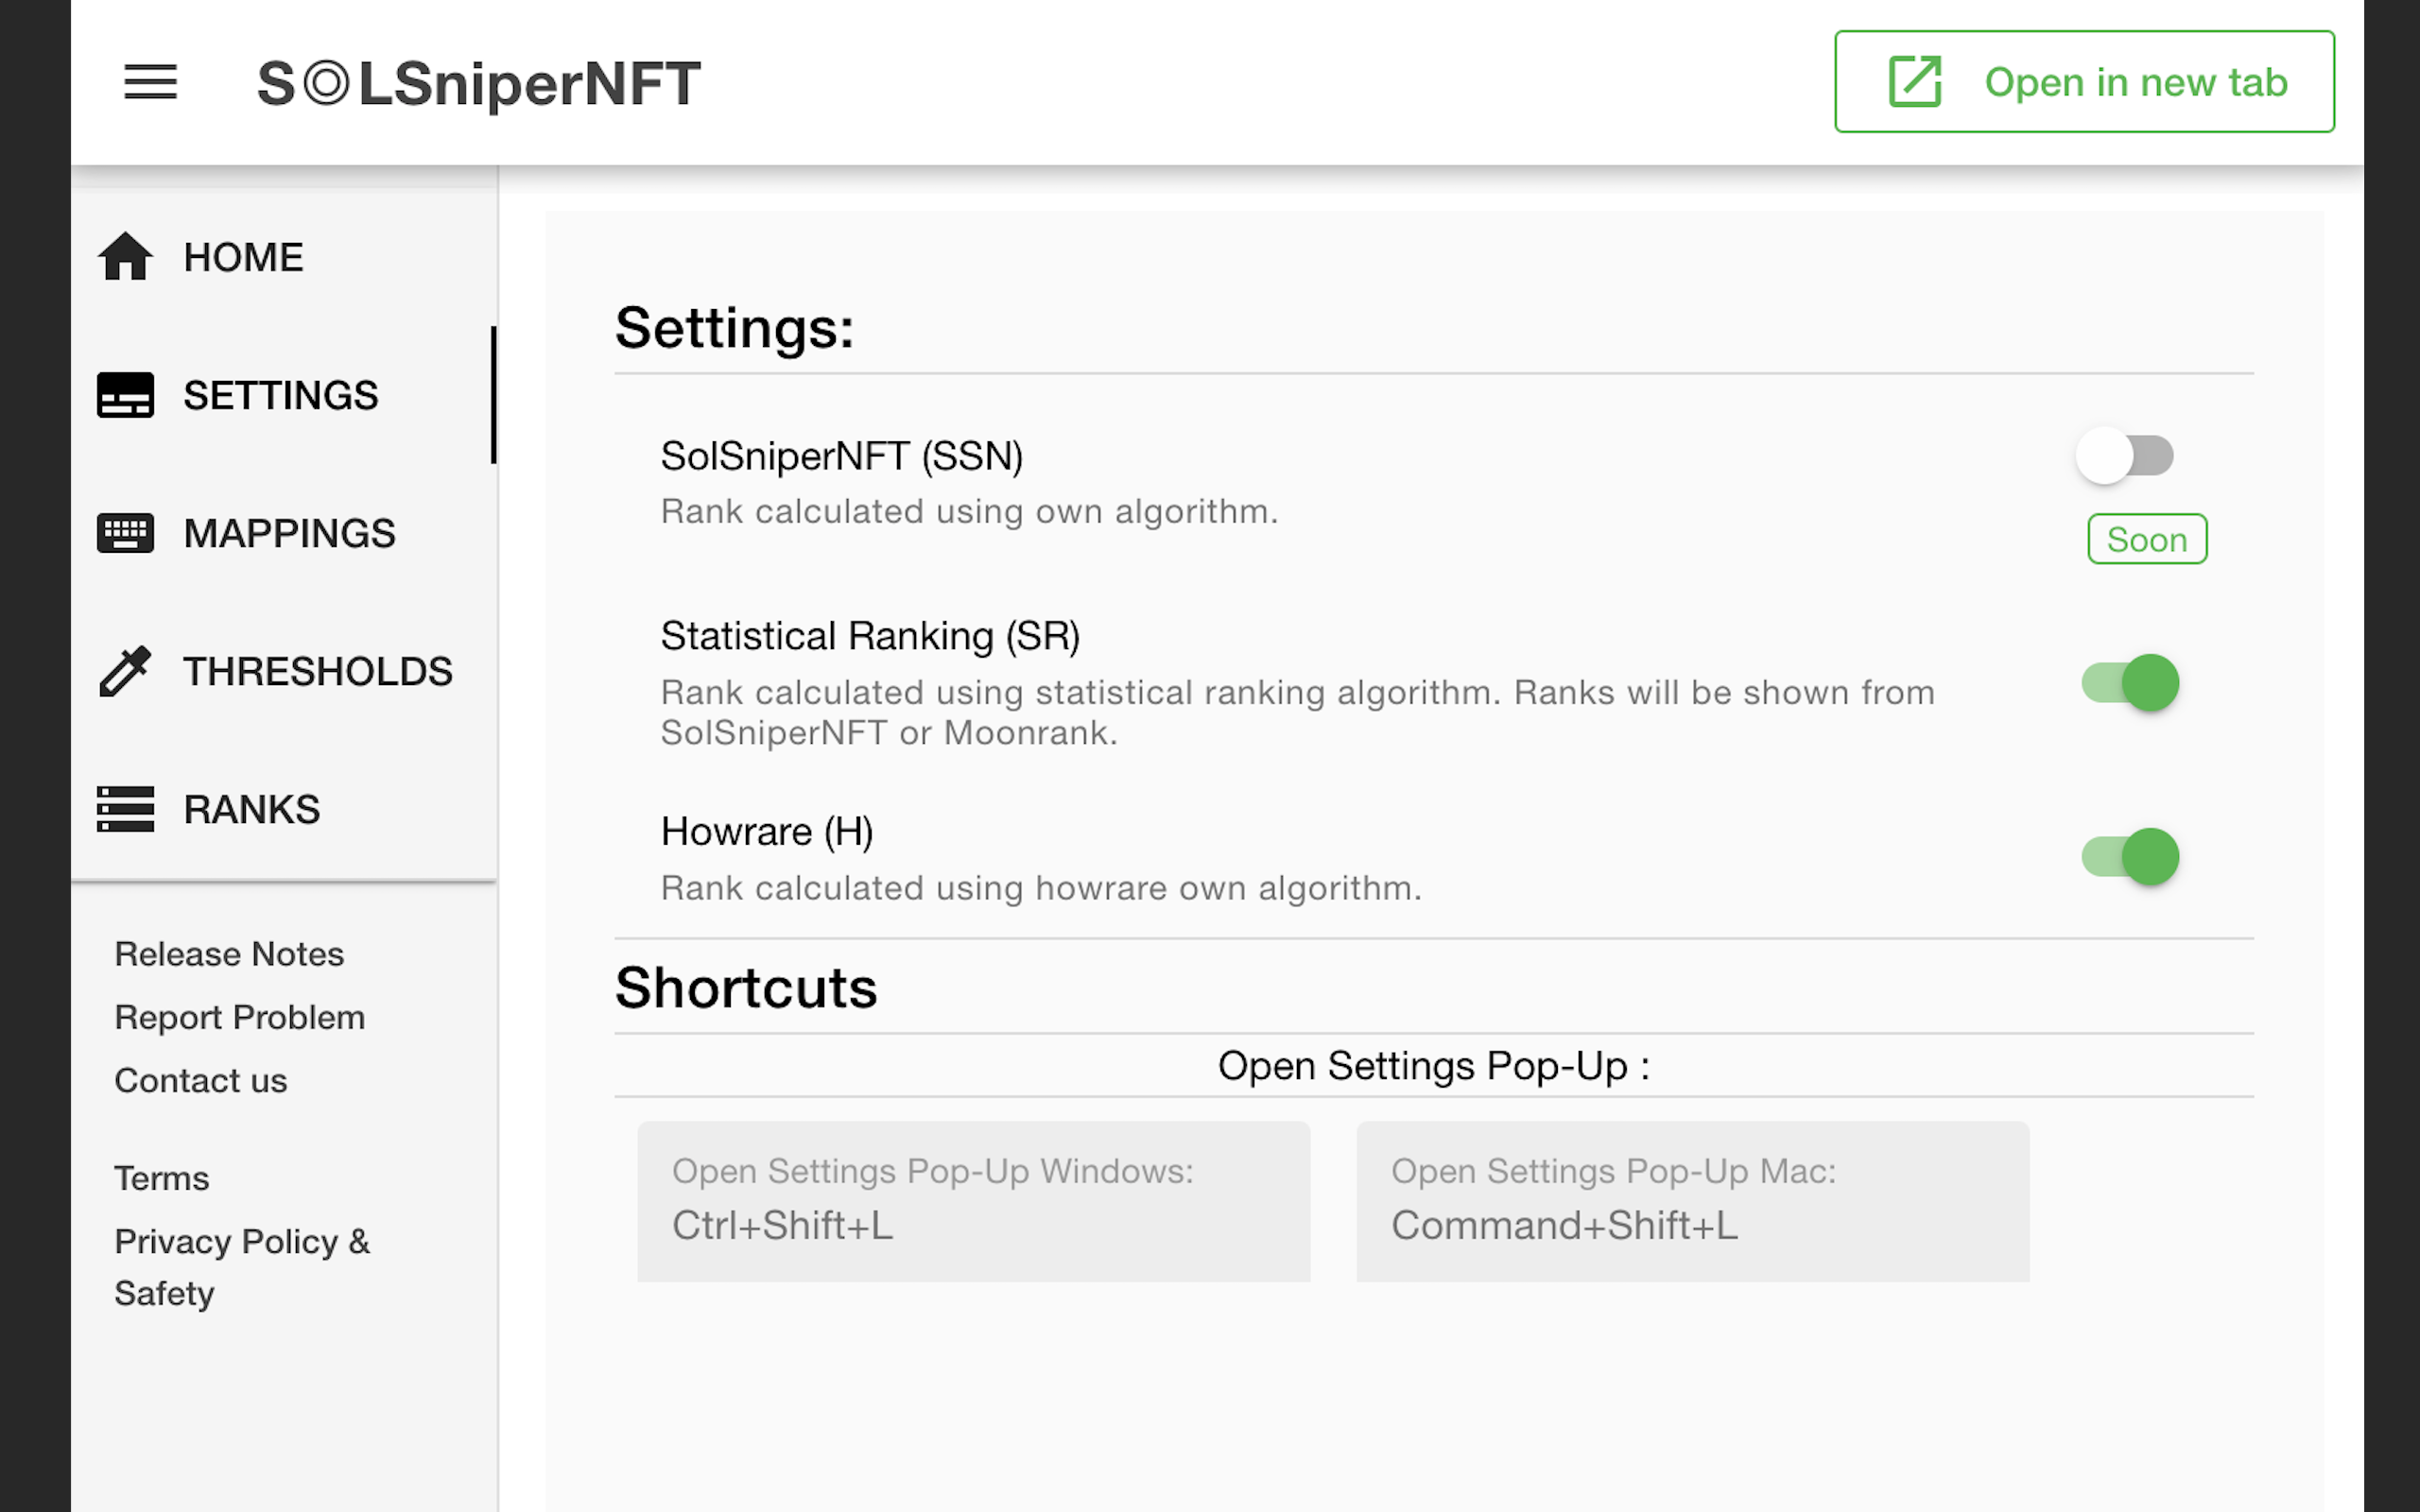 SOLSniperNFT
Open in new tab
HOME
SETTINGS
MAPPINGS
THRESHOLDS
RANKS
Release Notes
Report Problem
Contact us
Terms
Privacy Policy &
Safety
Settings:
SolSniperNFT (SSN)
Rank calculated using own algorithm.
Soon
Statistical Ranking (SR)
Rank calculated using statistical ranking algorithm. Ranks will be shown from
SolSniperNFT or Moonrank.
Howrare (H)
Rank calculated using howrare own algorithm.
Shortcuts
Open Settings Pop-Up :
Open Settings Pop-Up Windows:
Ctrl+Shift+L
Open Settings Pop-Up Mac:
Command+Shift+L